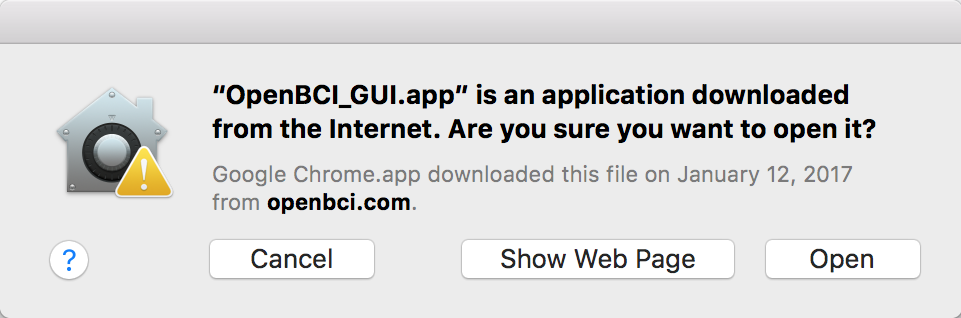 “OpenBCI_GUI.app” is an application downloaded
from the Internet. Are you sure you want to open it?
Google Chrome.app downloaded this file on January 12, 2017
from openbci.com.
?
Cancel
Show Web Page
Open